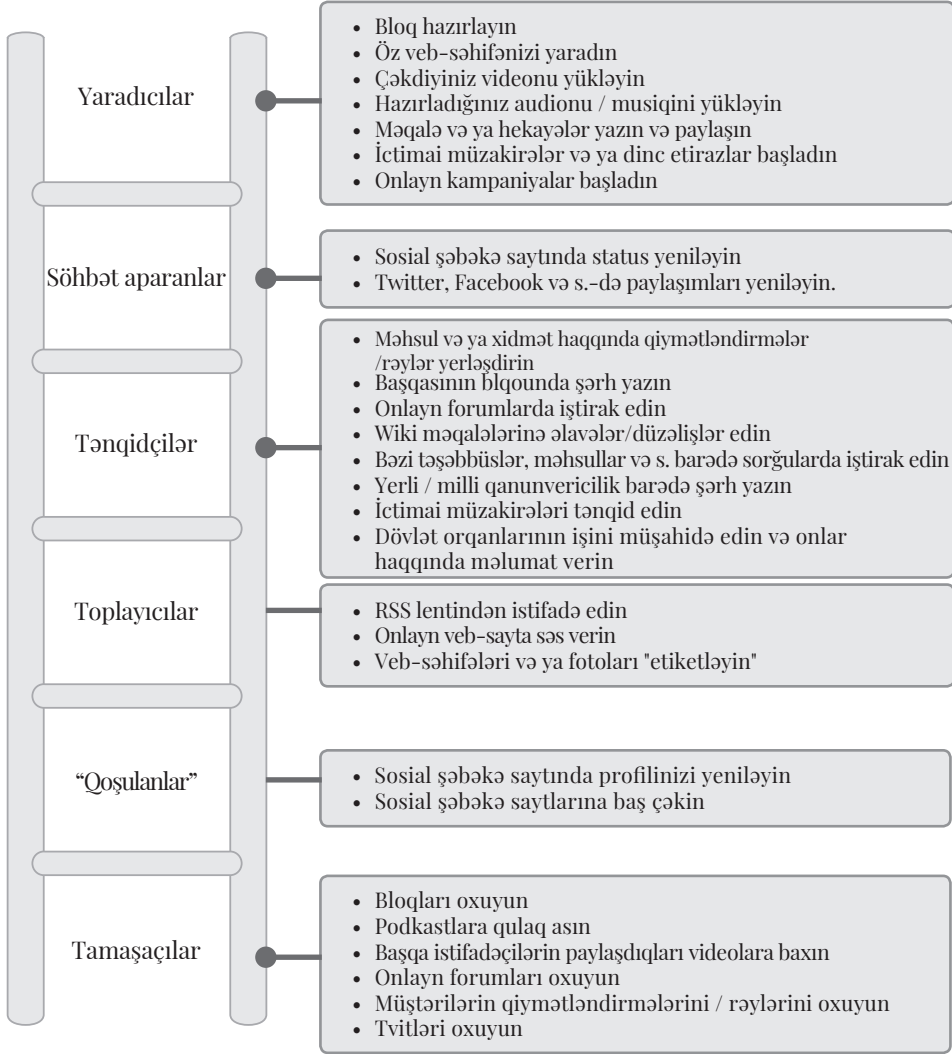 Yaradıcılar
• Bloq hazırlayın
• Öz veb-səhifənizi yaradın
• Çəkdiyiniz videonu yükləyin
• Hazırladığınız audionu / musiqini yükləyin
• Məqalə və ya hekayələr yazın və paylaşın
• İctimai müzakirələr və ya dinc etirazlar başladın
• Onlayn kampaniyalar başladın
Söhbət aparanlar
• Sosial şəbəkə saytında status yeniləyin
• Twitter, Facebook və s.-də paylaşımları yeniləyin.
Tənqidçilər
• Məhsul və ya xidmət haqqında qiymətləndirmələr
/rəylər yerləşdirin
• Başqasının blqounda şərh yazın
• Onlayn forumlarda iştirak edin
• Wiki məqalələrinə əlavələr/düzəlişlər edin
• Bəzi təşəbbüslər, məhsullar və s. barədə sorğularda iştirak edin
• Yerli / milli qanunvericilik barədə şərh yazın
• İctimai müzakirələri tənqid edin
• Dövlət orqanlarının işini müşahidə edin və onlar
haqqında məlumat verin
Toplayıcılar
• RSS lentindən istifadə edin
• Onlayn veb-sayta səs verin
• Veb-səhifələri və ya fotoları "etiketləyin"
“Qoşulanlar”
• Sosial şəbəkə saytında profilinizi yeniləyin
• Sosial şəbəkə saytlarına baş çəkin
Tamaşaçılar
• Bloqları oxuyun
• Podkastlara qulaq asın
• Başqa istifadəçilərin paylaşdıqları videolara baxın
• Onlayn forumları oxuyun
• Müştərilərin qiymətləndirmələrini / rəylərini oxuyun
• Tvitləri oxuyun